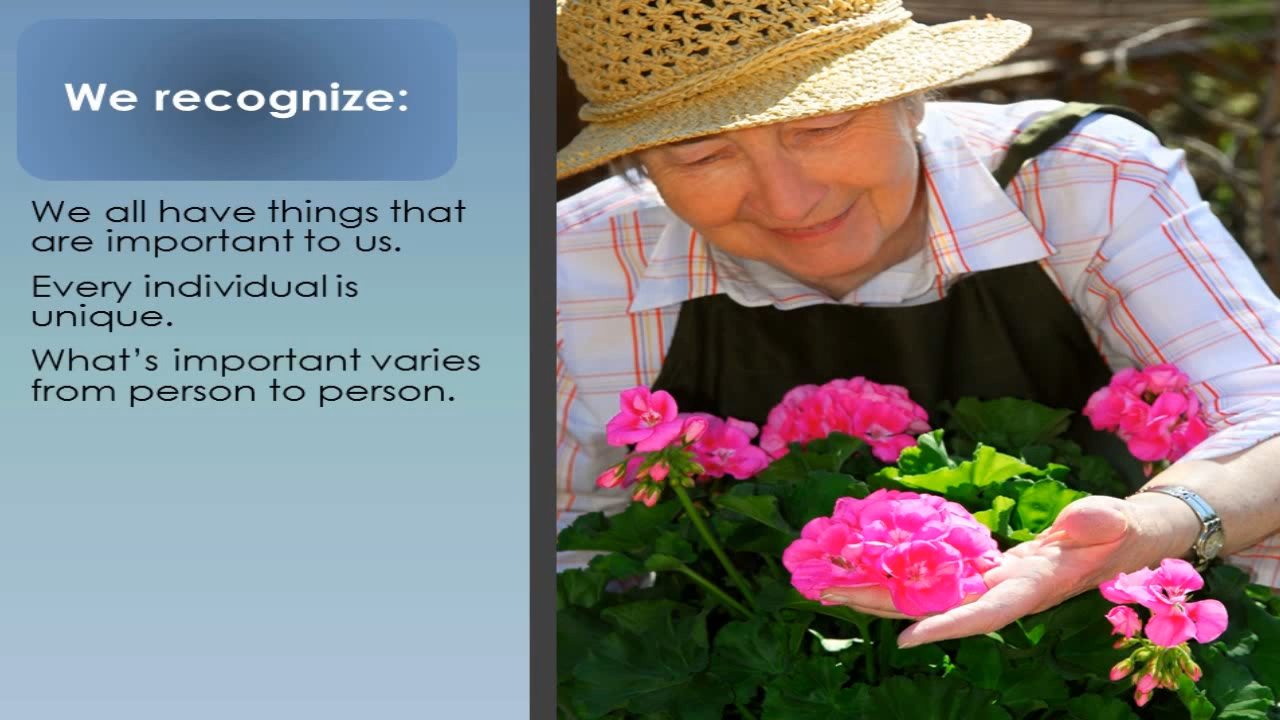 We recognize:
We all have things that
are important to us.
Every individual is
unique.
What's important varies
from person to person.